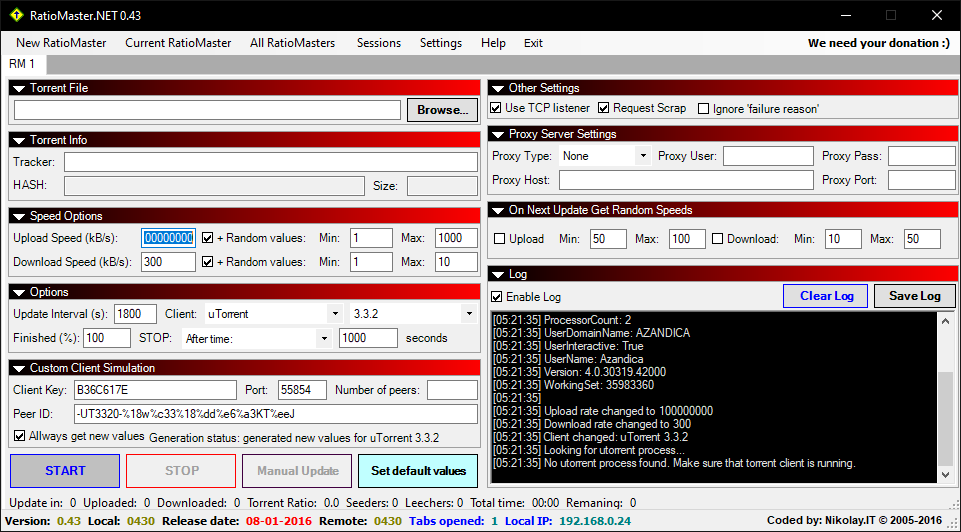 RatioMaster.NET 0.43
New RatioMaster Current RatioMaster All RatioMasters Sessions Settings Help Exit We need your donation :)
RM 1
Torrent File
Browse...
Torrent Info
Tracker:
HASH: Size:
Speed Options
Upload Speed (kB/s): 00000000 + Random values: Min: 1 Max: 1000
Download Speed (kB/s): 300 + Random values: Min: 1 Max: 10
Options
Update Interval (s): 1800 Client: uTorrent 3.3.2
Finished (%): 100 STOP: After time: 1000 seconds
Custom Client Simulation
Client Key: B36C617E Port: 55854 Number of peers:
Peer ID: -UT3320-%18w%c33%18%dd%e6%a3KT%eeJ
Allways get new values Generation status: generated new values for uTorrent 3.3.2
START STOP Manual Update Set default values
Other Settings
Use TCP listener Request Scrap Ignore 'failure reason'
Proxy Server Settings
Proxy Type: None Proxy User: Proxy Pass:
Proxy Host: Proxy Port:
On Next Update Get Random Speeds
Upload Min: 50 Max: 100 Download: Min: 10 Max: 50
Log
Enable Log Clear Log Save Log
[05:21:35] ProcessorCount: 2
[05:21:35] UserDomainName: AZANDICA
[05:21:35] UserInteractive: True
[05:21:35] UserName: Azandica
[05:21:35] Version: 4.0.30319.42000
[05:21:35] WorkingSet: 35983360
[05:21:35]
[05:21:35] Upload rate changed to 100000000
[05:21:35] Download rate changed to 300
[05:21:35] Client changed: uTorrent 3.3.2
[05:21:35] Looking for utorrent process...
[05:21:35] No utorrent process found. Make sure that torrent client is running.
Update in: 0 Uploaded: 0 Downloaded: 0 Torrent Ratio: 0.0 Seeders: 0 Leechers: 0 Total time: 00:00 Remaning: 0
Version: 0.43 Local: 0430 Release date: 08-01-2016 Remote: 0430 Tabs opened: 1 Local IP: 192.168.0.24 Coded by: Nikolay.IT © 2005-2016